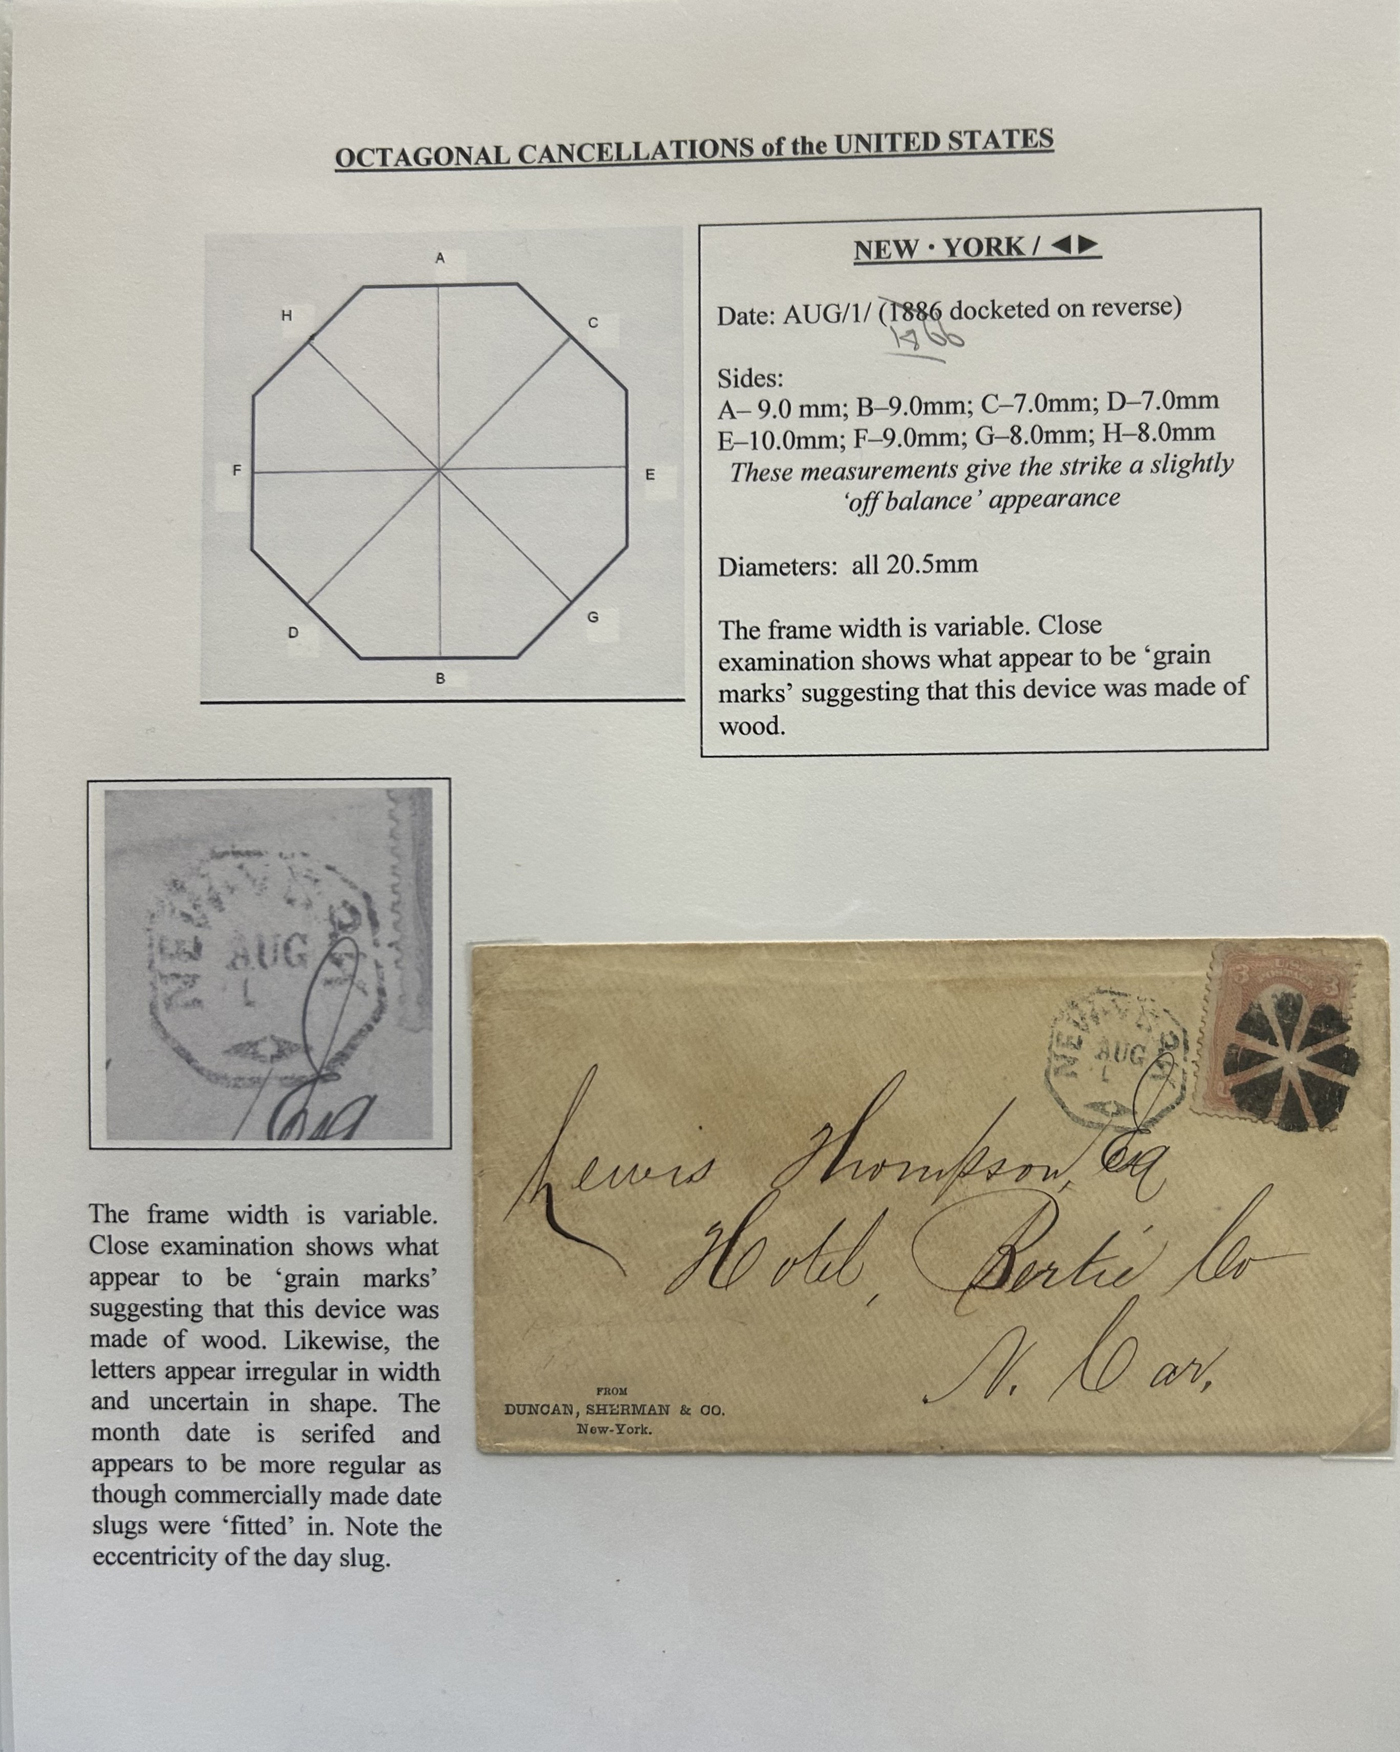 OCTAGONAL CANCELLATIONS of the UNITED STATES
A
H
C
F
E
D
G
B
NEW · YORK / ◄►
Date: AUG/1/ (1886 docketed on reverse)
1866
Sides:
A– 9.0 mm; B–9.0mm; C–7.0mm; D–7.0mm
E–10.0mm; F–9.0mm; G–8.0mm; H–8.0mm
These measurements give the strike a slightly
‘off balance’ appearance
Diameters: all 20.5mm
The frame width is variable. Close
examination shows what appear to be ‘grain
marks’ suggesting that this device was made of
wood.
NEW YORK
AUG
1
The frame width is variable.
Close examination shows what
appear to be ‘grain marks’
suggesting that this device was
made of wood. Likewise, the
letters appear irregular in width
and uncertain in shape. The
month date is serifed and
appears to be more regular as
though commercially made date
slugs were ‘fitted’ in. Note the
eccentricity of the day slug.
NEW YORK
AUG
1
3 3
Lewis Thompson, Esq
Hotel, Bertie Co
N. Car.
FROM
DUNCAN, SHERMAN & CO.
New-York.